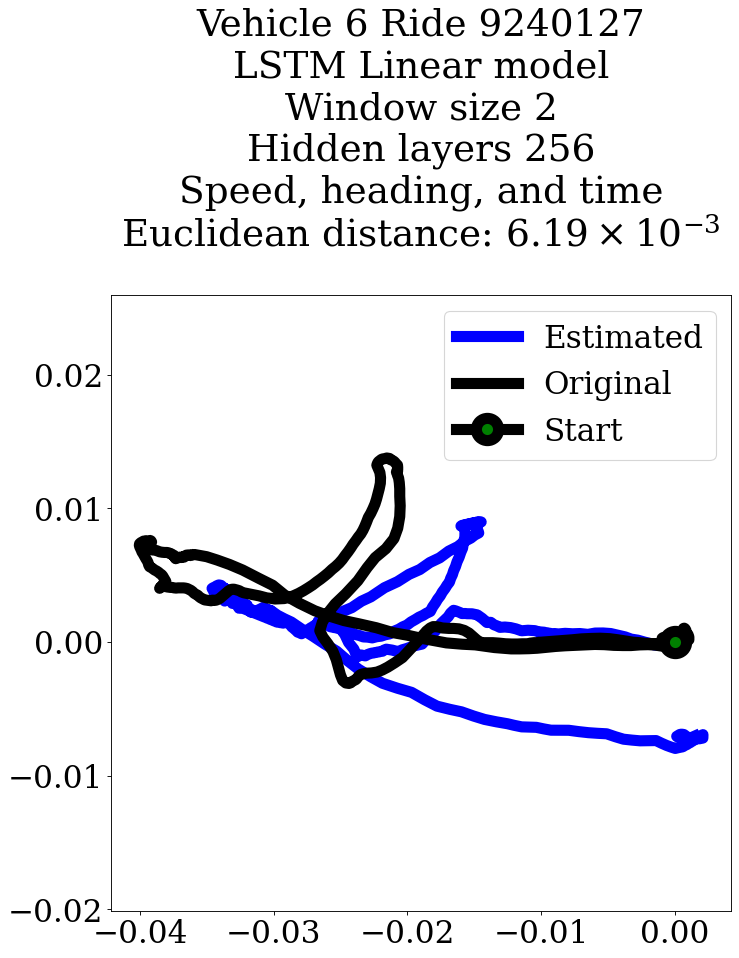 Vehicle 6 Ride 9240127
LSTM Linear model
Window size 2
Hidden layers 256
Speed, heading, and time
Euclidean distance: 6.19 × 10⁻³
Estimated
Original
Start
0.02
0.01
0.00
−0.01
−0.02
−0.04
−0.03
−0.02
−0.01
0.00